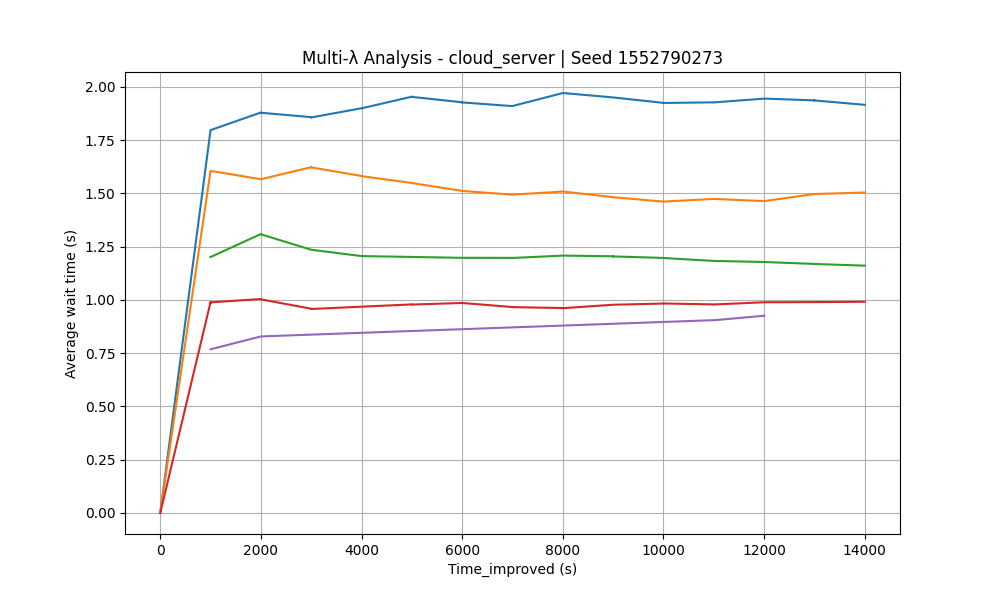 Multi-λ Analysis - cloud_server | Seed 1552790273
Average wait time (s)
2.00
1.75
1.50
1.25
1.00
0.75
0.50
0.25
0.00
0 2000 4000 6000 8000 10000 12000 14000
Time_improved (s)